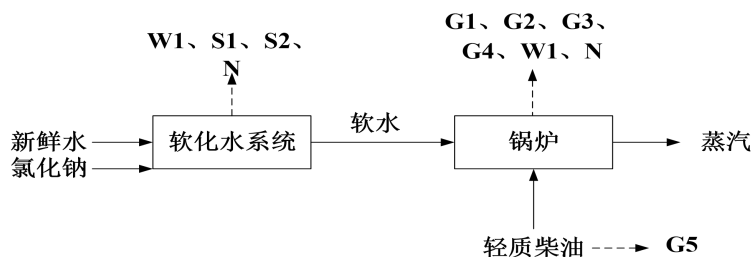 W1、S1、S2、
N
G1、G2、G3、
G4、W1、N
新鲜水
氯化钠
软化水系统
软水
锅炉
蒸汽
轻质柴油
G5